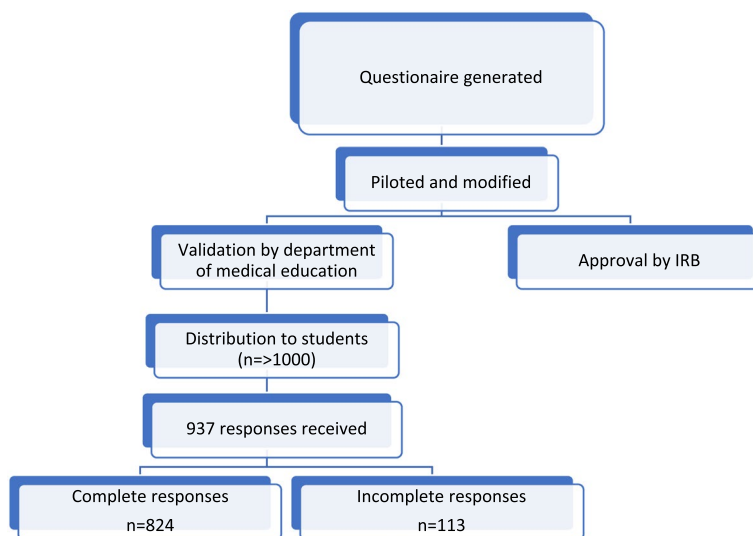 Questionaire generated
Piloted and modified
Validation by department
of medical education
Approval by IRB
Distribution to students
(n=>1000)
937 responses received
Complete responses
n=824
Incomplete responses
n=113